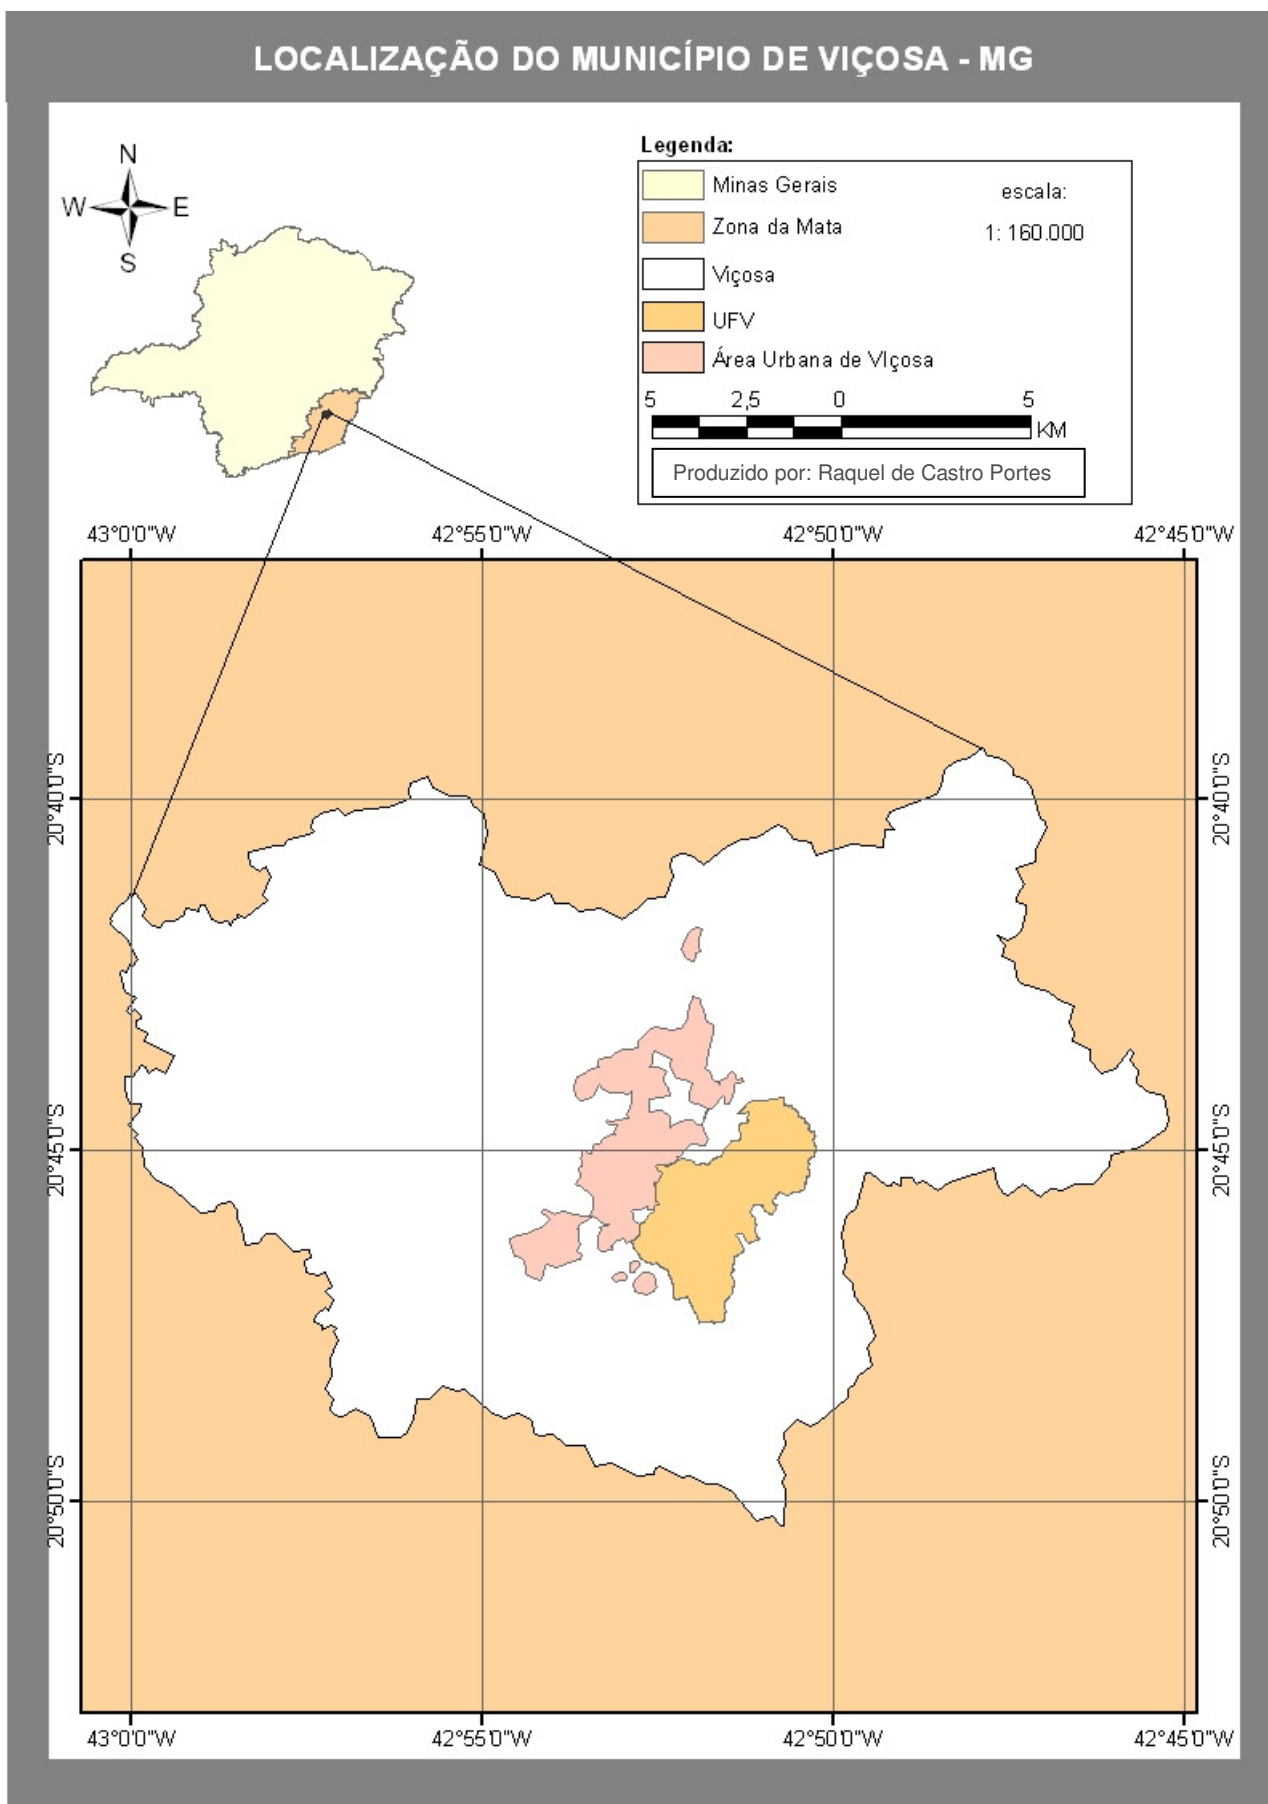 LOCALIZAÇÃO DO MUNICÍPIO DE VIÇOSA - MG
N
W E
S
Legenda:
Minas Gerais
escala:
Zona da Mata
1: 160.000
Viçosa
UFV
Área Urbana de VIçosa
5 2,5 0 5
KM
Produzido por: Raquel de Castro Portes
43°0'0"W 42°55'0"W 42°50'0"W 42°45'0"W
20°40'0"S 20°40'0"S
20°45'0"S 20°45'0"S
20°50'0"S 20°50'0"S
43°0'0"W 42°55'0"W 42°50'0"W 42°45'0"W